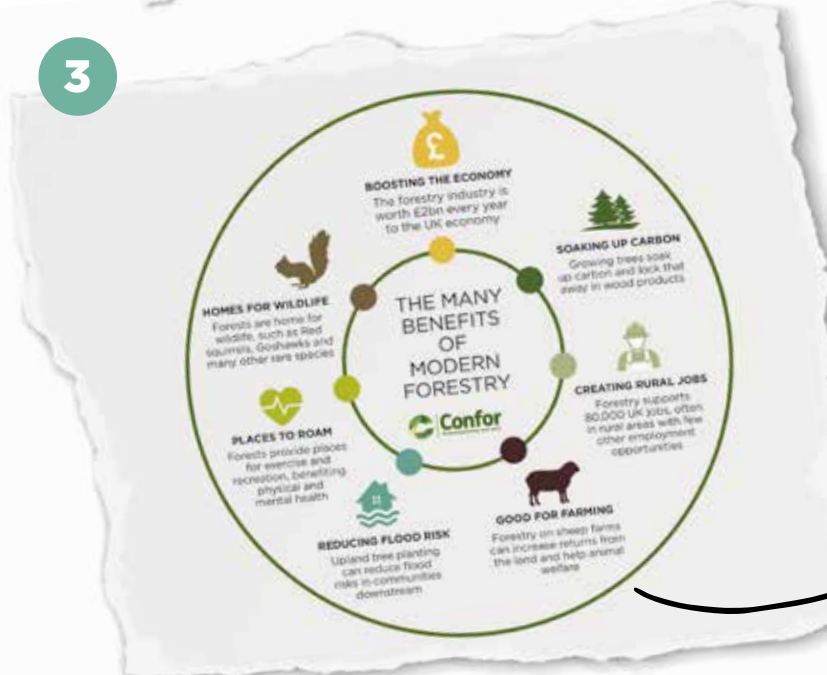 3
BOOSTING THE ECONOMY
The forestry industry is
worth £2bn every year
to the UK economy
SOAKING UP CARBON
Growing trees soak
up carbon and lock that
away in wood products
CREATING RURAL JOBS
Forestry supports
80,000 UK jobs, often
in rural areas with few
other employment
opportunities
GOOD FOR FARMING
Forestry on sheep farms
can increase returns from
the land and help animal
welfare
REDUCING FLOOD RISK
Upland tree planting
can reduce flood
risks in communities
downstream
PLACES TO ROAM
Forests provide places
for exercise and
recreation, benefiting
physical and
mental health
HOMES FOR WILDLIFE
Forests are home for
wildlife, such as Red
squirrels, Goshawks and
many other rare species
THE MANY
BENEFITS
OF
MODERN
FORESTRY
Confor
£